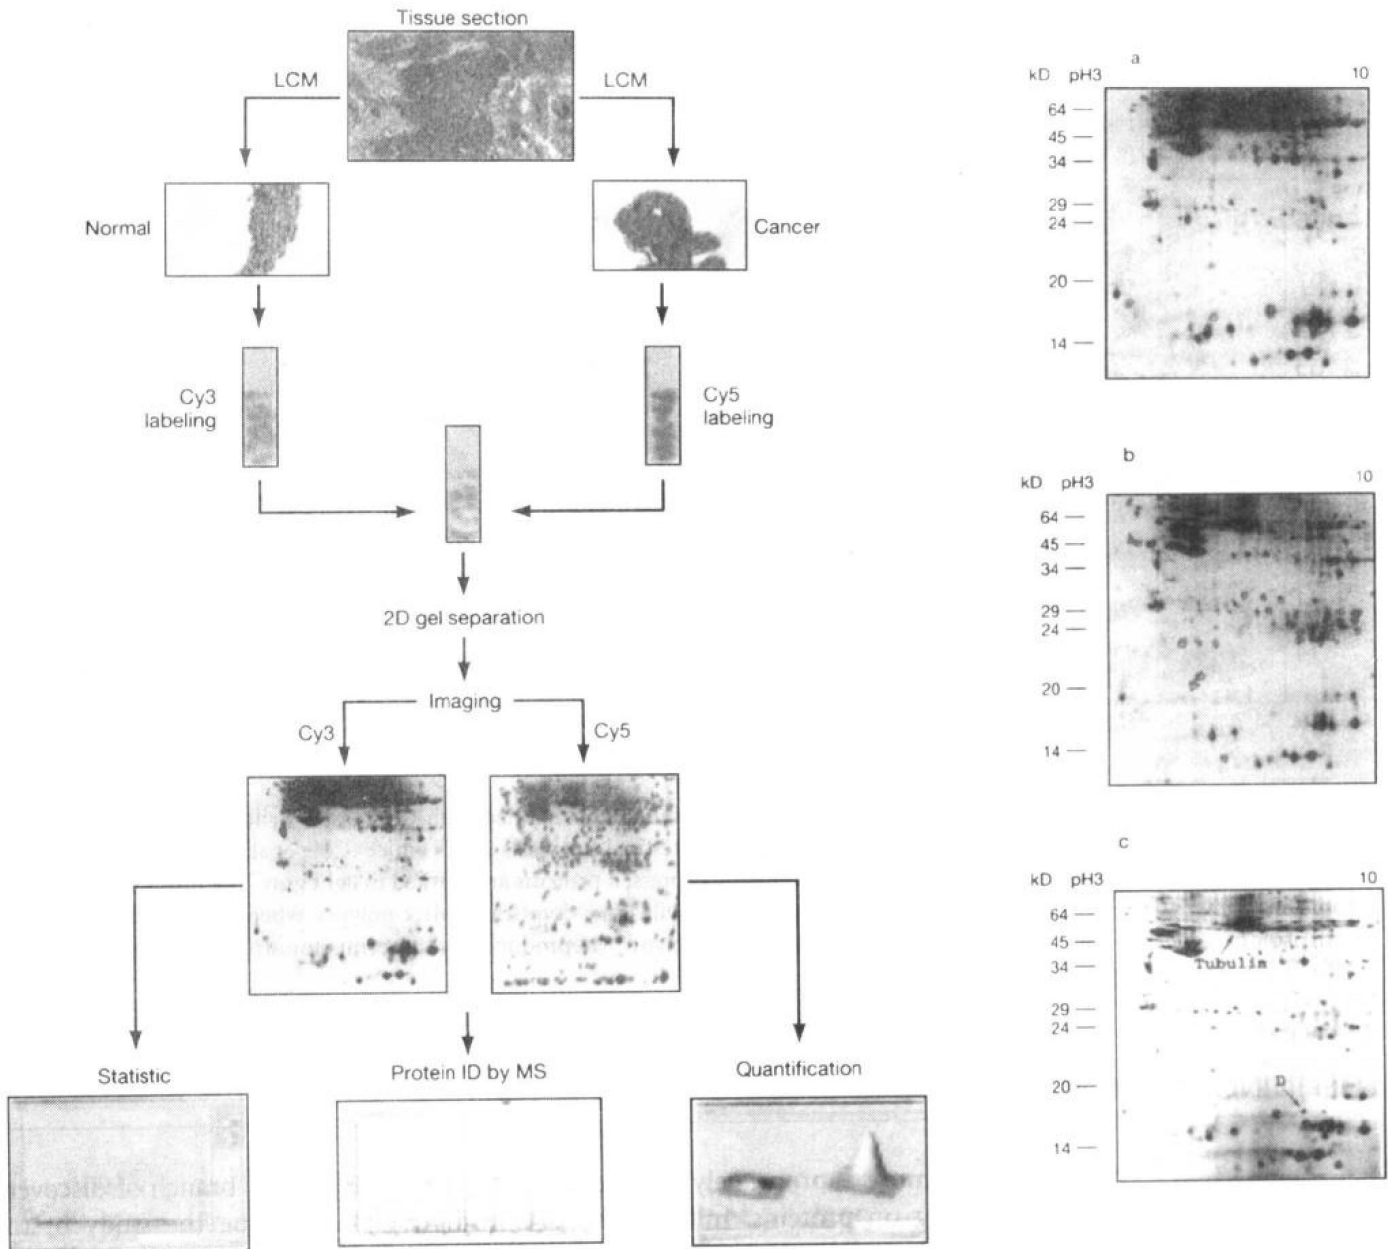 Tissue section
LCM
LCM
Normal
Cancer
Cy3
labeling
Cy5
labeling
2D gel separation
Imaging
Cy3
Cy5
Statistic
Protein ID by MS
Quantification
a
kD pH3
10
64
45
34
29
24
20
14
b
kD pH3
10
64
45
34
29
24
20
14
c
kD pH3
10
64
45
34
29
24
20
14
Tubulin
D